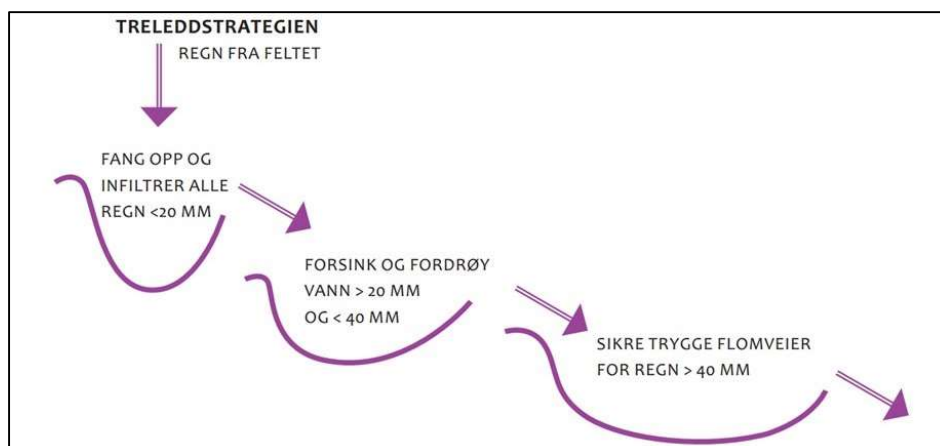 TRELEDDSTRATEGIEN
REGN FRA FELTET
FANG OPP OG
INFILTRER ALLE
REGN <20 MM
FORSINK OG FORDRØY
VANN > 20 MM
OG < 40 MM
SIKRE TRYGGE FLOMVEIER
FOR REGN > 40 MM